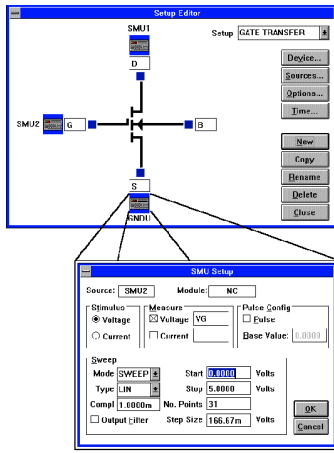 Setup Editor
SMU1
Setup GATE TRANSFER
D
Device...
Sources...
Options...
Time...
SMU2 G B
New
Copy
Rename
Delete
Close
S
GNDU
SMU Setup
Source: SMU2 Module: NC
Stimulus Measure Pulse Config
Voltage Voltage VG Pulse
Current Current Base Value: 0.0000
Sweep
Mode SWEEP Start 0.0000 Volts
Type LIN Stop 5.0000 Volts
Compl 1.0000m No. Points 31
OK
Output Filter Step Size 166.67m Volts
Cancel